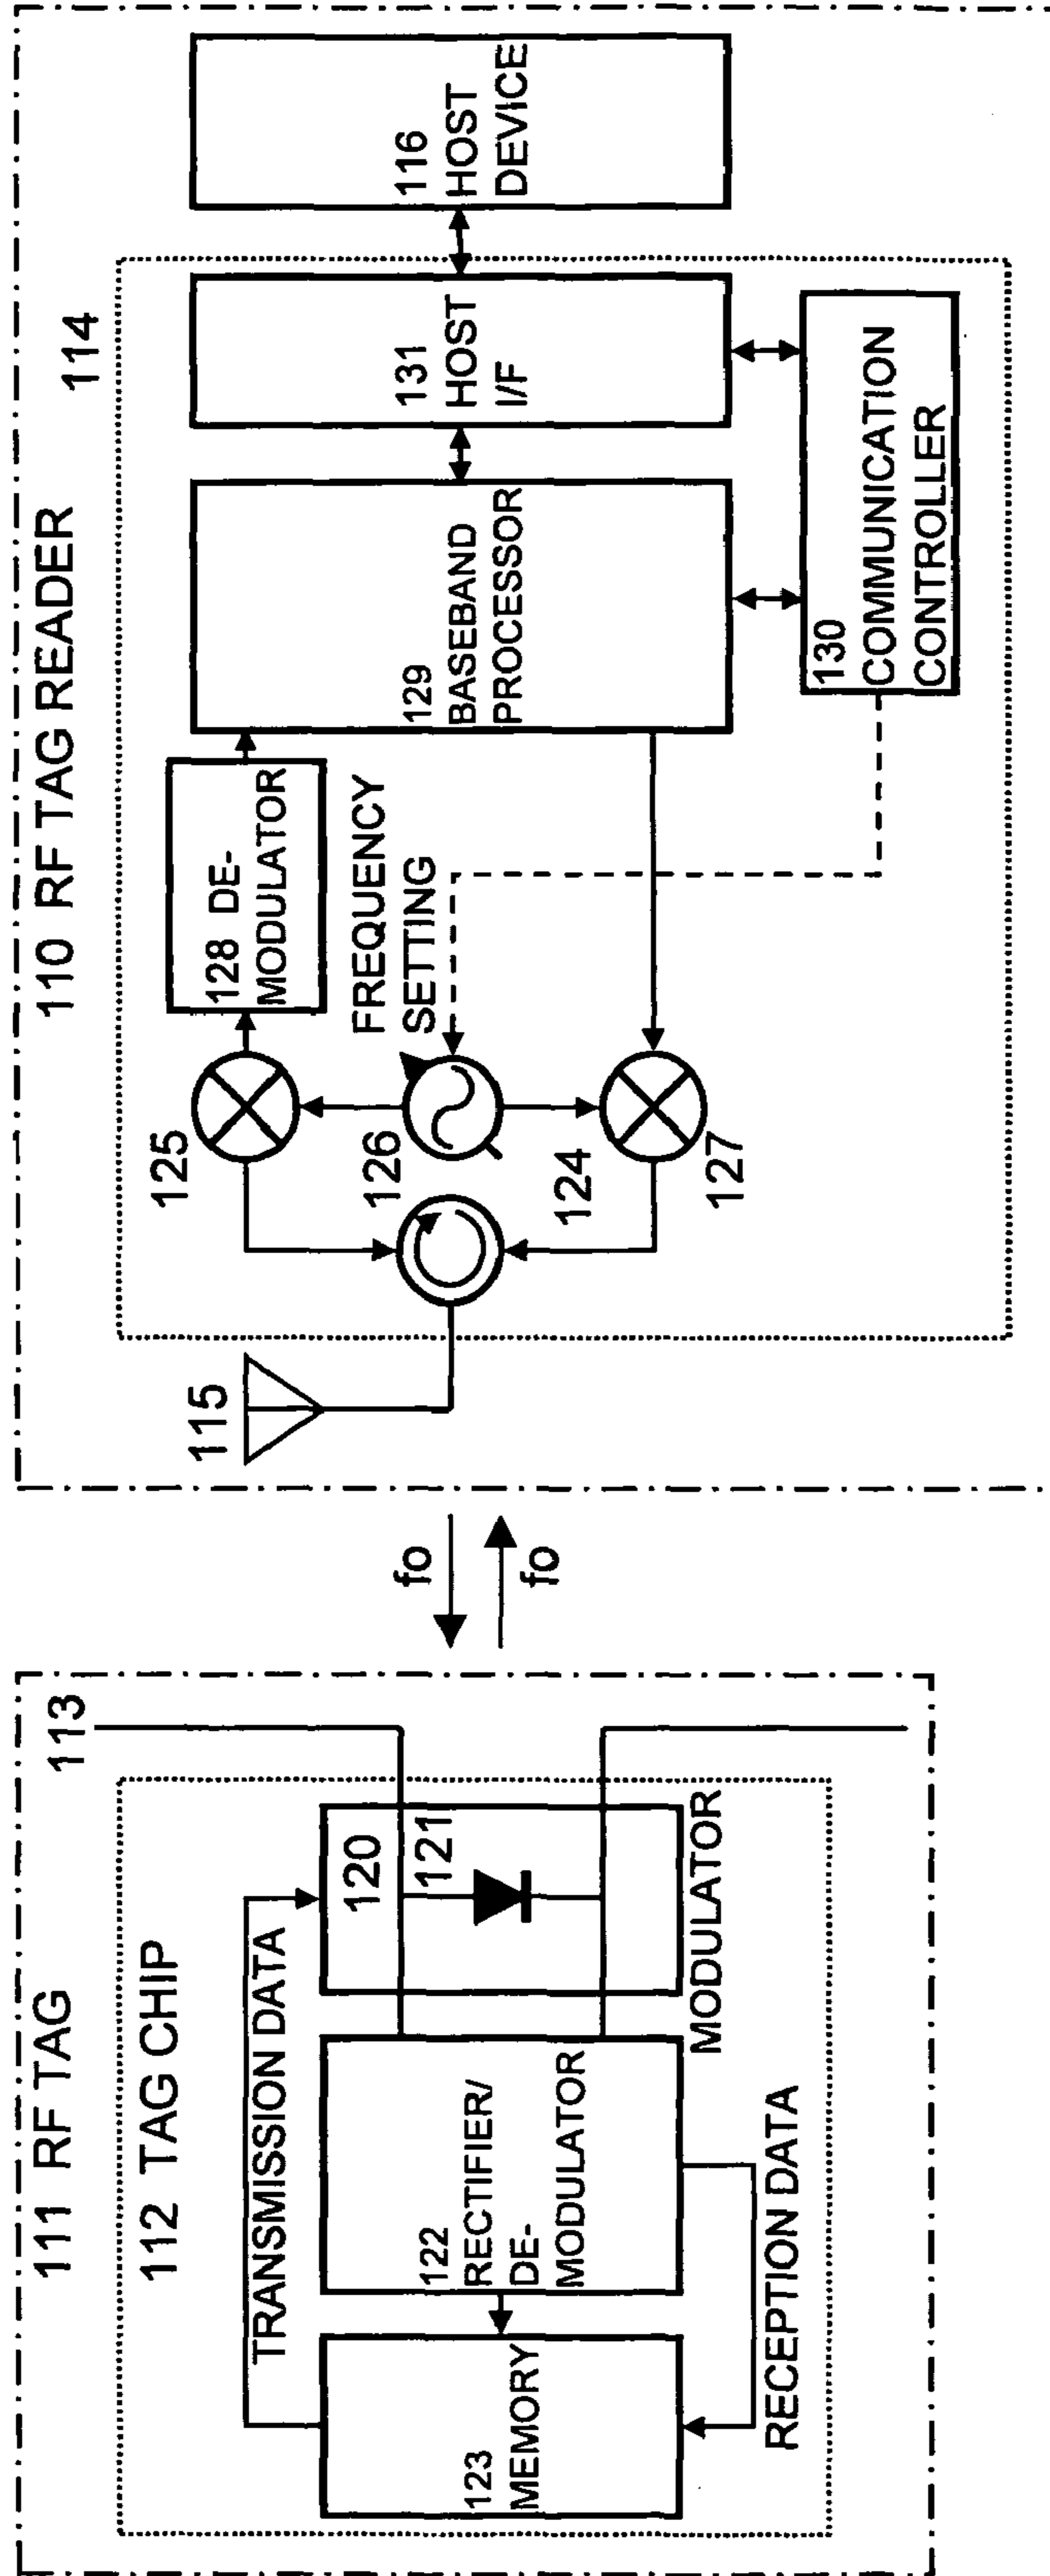 111 RF TAG
112 TAG CHIP
113
TRANSMISSION DATA
120
121
122
RECTIFIER/
DE-
MODULATOR
123
MEMORY
MODULATOR
RECEPTION DATA
fo
fo
110 RF TAG READER
114
115
125
126
124
127
128 DE-
MODULATOR
FREQUENCY
SETTING
129
BASEBAND
PROCESSOR
131
HOST
I/F
116
HOST
DEVICE
130
COMMUNICATION
CONTROLLER